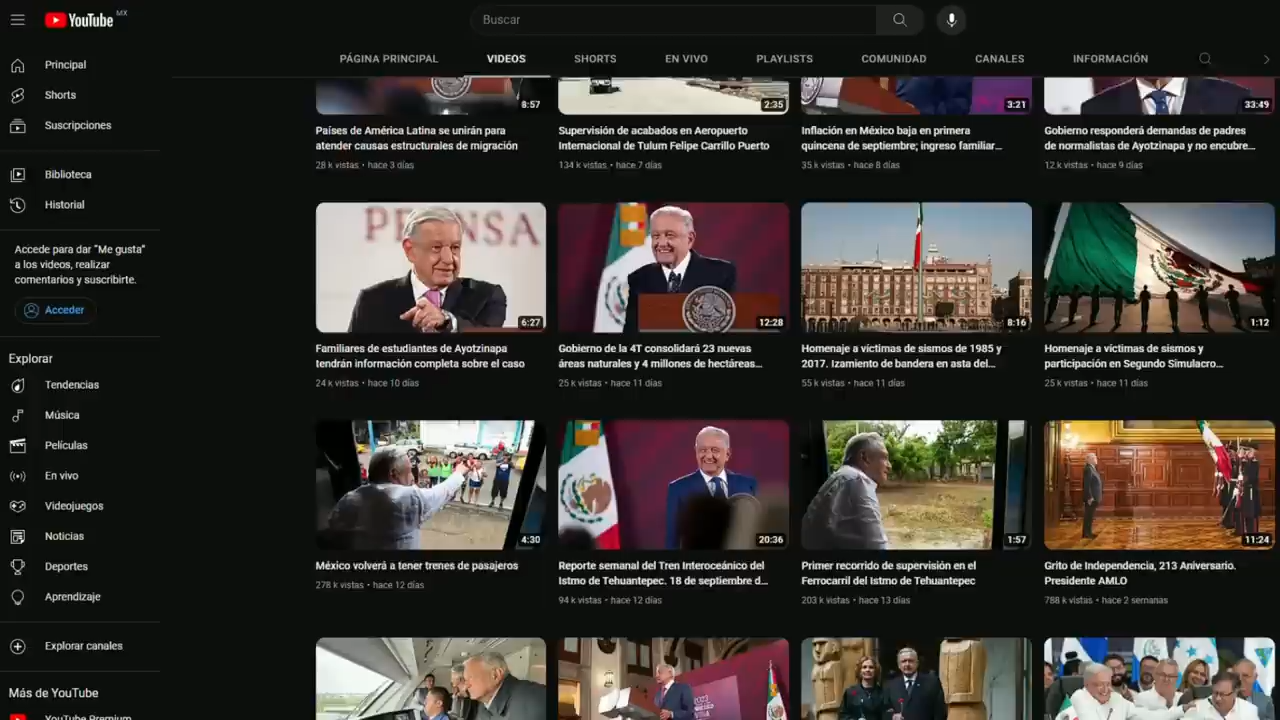 YouTube MX
Buscar
Principal
Shorts
Suscripciones
Biblioteca
Historial
Accede para dar "Me gusta"
a los videos, realizar
comentarios y suscribirte.
Acceder
Explorar
Tendencias
Música
Películas
En vivo
Videojuegos
Noticias
Deportes
Aprendizaje
Explorar canales
Más de YouTube
YouTube Premium
PÁGINA PRINCIPAL
VIDEOS
SHORTS
EN VIVO
PLAYLISTS
COMUNIDAD
CANALES
INFORMACIÓN
8:57
Países de América Latina se unirán para
atender causas estructurales de migración
28 k vistas • hace 3 días
2:35
Supervisión de acabados en Aeropuerto
Internacional de Tulum Felipe Carrillo Puerto
134 k vistas • hace 7 días
3:21
Inflación en México baja en primera
quincena de septiembre; ingreso familiar...
35 k vistas • hace 8 días
33:49
Gobierno responderá demandas de padres
de normalistas de Ayotzinapa y no encubre...
12 k vistas • hace 9 días
PRENSA
6:27
Familiares de estudiantes de Ayotzinapa
tendrán información completa sobre el caso
24 k vistas • hace 10 días
12:28
Gobierno de la 4T consolidará 23 nuevas
áreas naturales y 4 millones de hectáreas...
25 k vistas • hace 11 días
8:16
Homenaje a víctimas de sismos de 1985 y
2017. Izamiento de bandera en asta del...
55 k vistas • hace 11 días
1:12
Homenaje a víctimas de sismos y
participación en Segundo Simulacro...
25 k vistas • hace 11 días
4:30
México volverá a tener trenes de pasajeros
278 k vistas • hace 12 días
20:36
Reporte semanal del Tren Interoceánico del
Istmo de Tehuantepec. 18 de septiembre d...
94 k vistas • hace 12 días
1:57
Primer recorrido de supervisión en el
Ferrocarril del Istmo de Tehuantepec
203 k vistas • hace 13 días
11:24
Grito de Independencia, 213 Aniversario.
Presidente AMLO
788 k vistas • hace 2 semanas